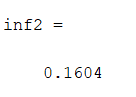 inf2 =
0.1604